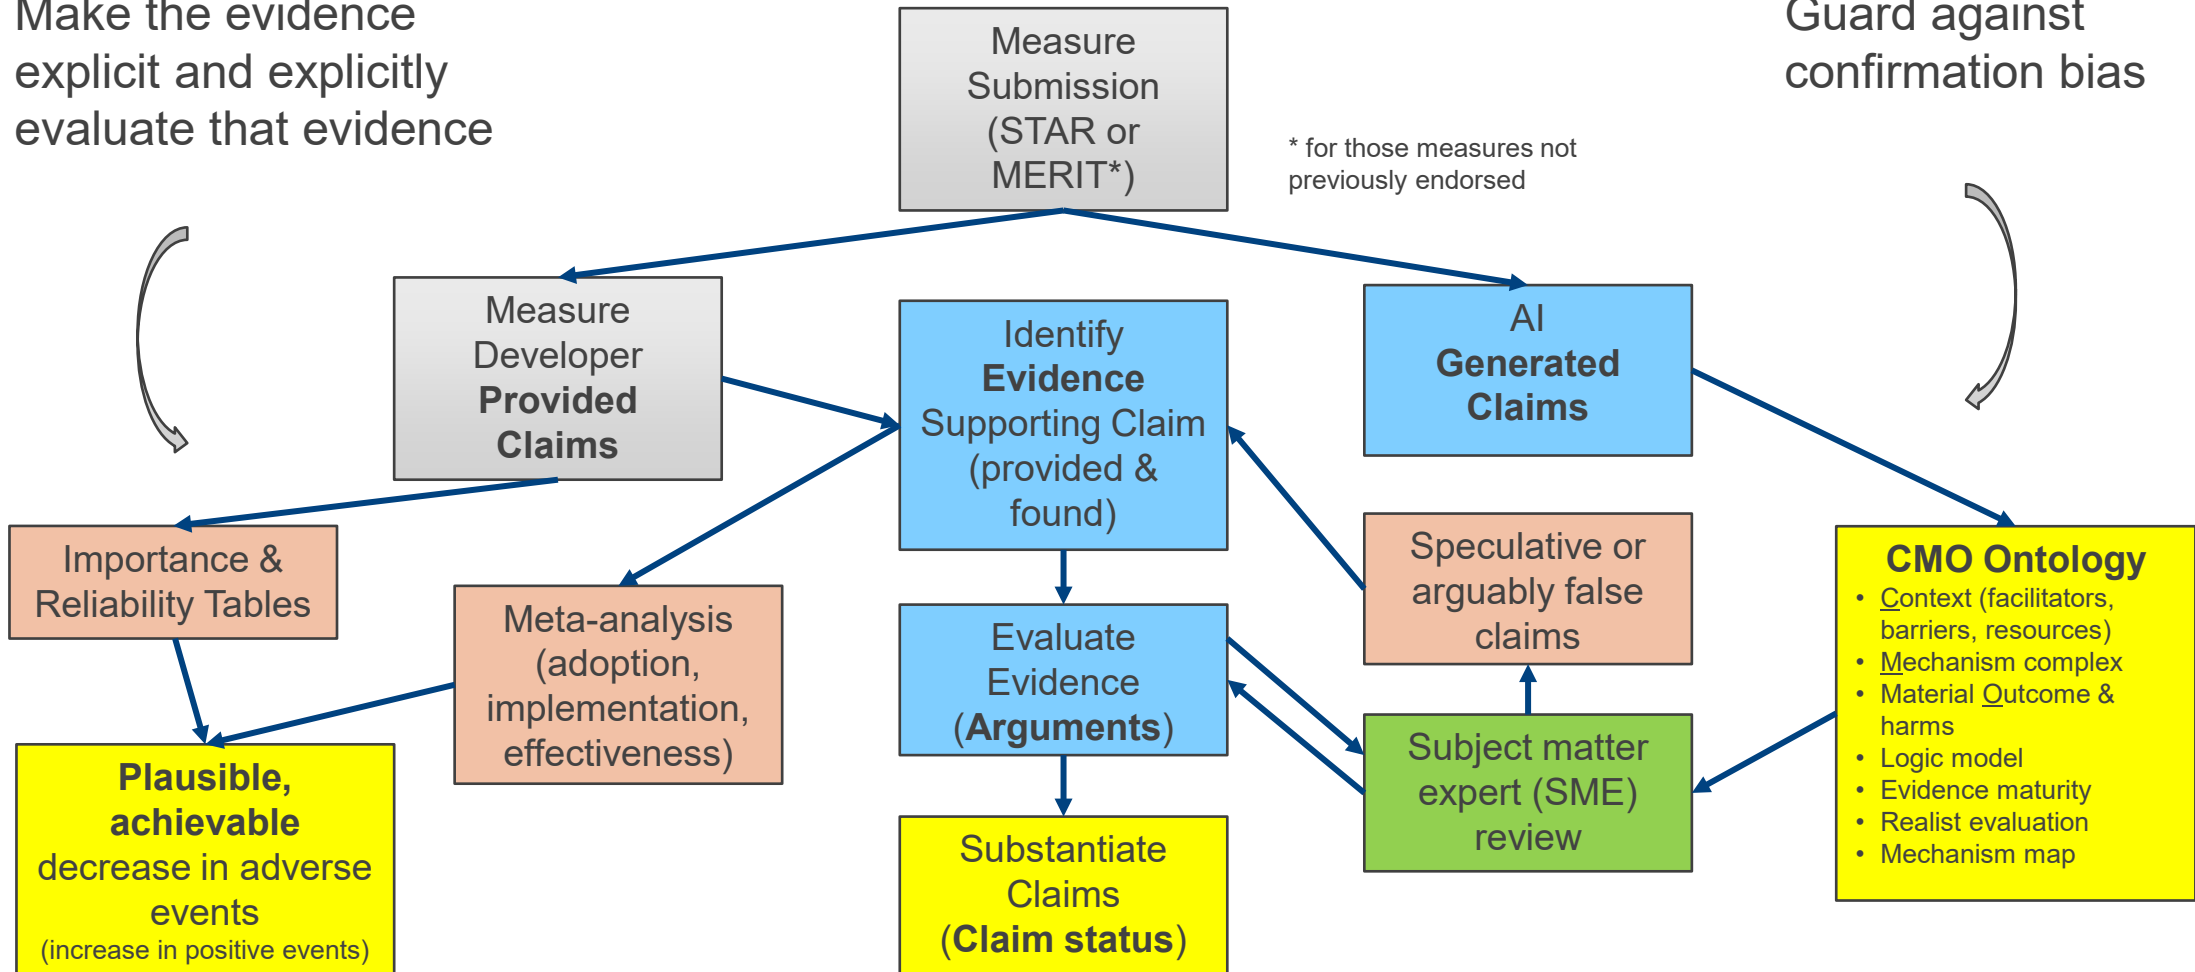 Make the evidence
explicit and explicitly
evaluate that evidence
Guard against
confirmation bias
Measure
Submission
(STAR or
MERIT*)
* for those measures not
previously endorsed
Measure
Developer
Provided
Claims
Identify
Evidence
Supporting Claim
(provided &
found)
AI
Generated
Claims
Importance &
Reliability Tables
Meta-analysis
(adoption,
implementation,
effectiveness)
Evaluate
Evidence
(Arguments)
Speculative or
arguably false
claims
CMO Ontology
• Context (facilitators,
barriers, resources)
• Mechanism complex
• Material Outcome &
harms
• Logic model
• Evidence maturity
• Realist evaluation
• Mechanism map
Subject matter
expert (SME)
review
Plausible,
achievable
decrease in adverse
events
(increase in positive events)
Substantiate
Claims
(Claim status)